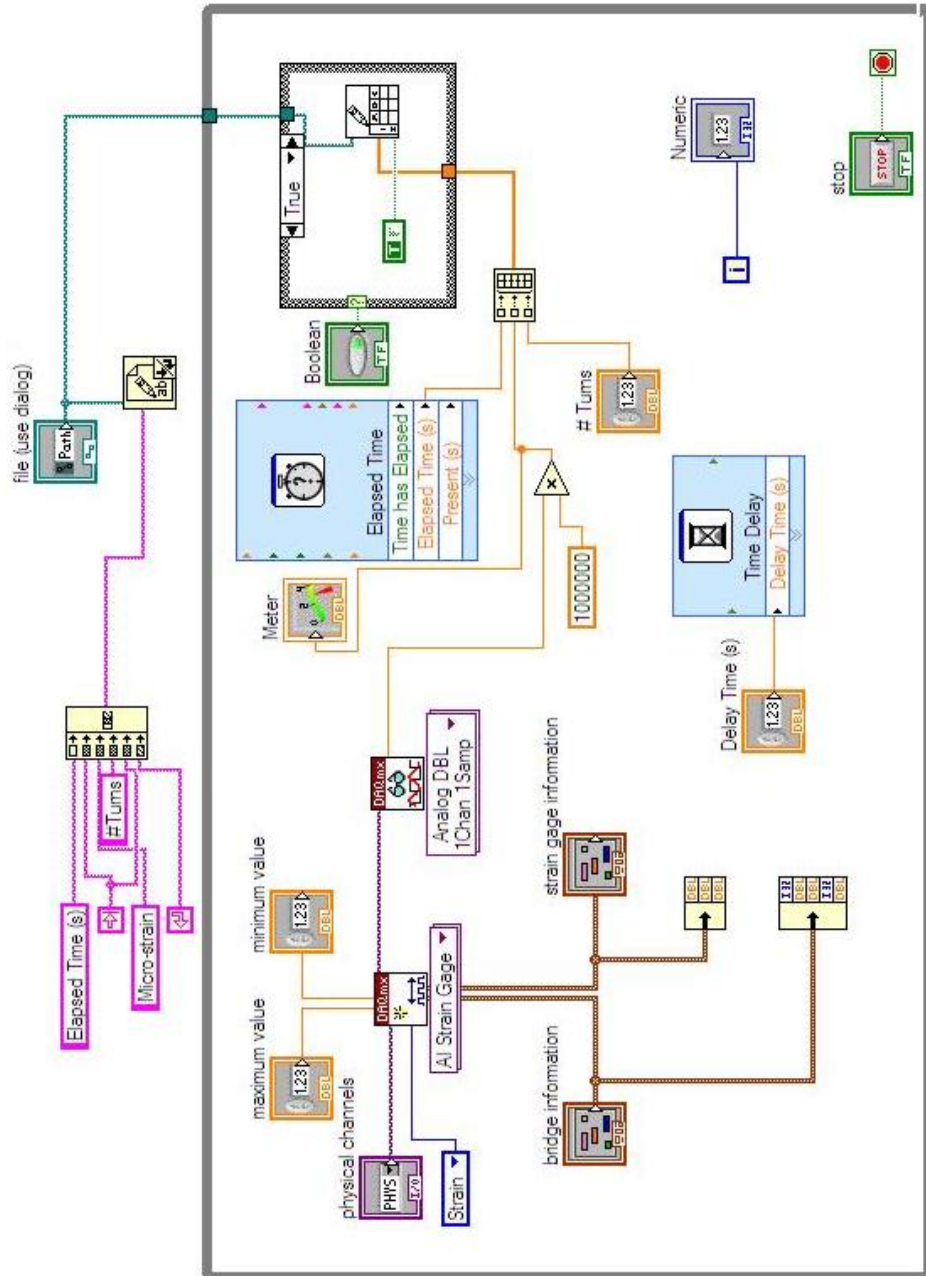 file (use dialog)
Path
Elapsed Time (s)
#Turns
Micro-strain
maximum value
1.23
DBL
minimum value
1.23
DBL
physical channels
PHYS
I/O
DAQmx
Strain
AI Strain Gage
DAQmx
Analog DBL
1Chan 1Samp
Meter
0 2 4
DBL
Elapsed Time
Time has Elapsed
Elapsed Time (s)
Present (s)
Boolean
TF
?
True
T
1000000
x
# Turns
1.23
DBL
bridge information
strain gage information
DBL
DBL
DBL
I32
DBL
I32
DBL
Delay Time (s)
1.23
DBL
Time Delay
Delay Time (s)
i
Numeric
1.23
I32
stop
STOP
TF